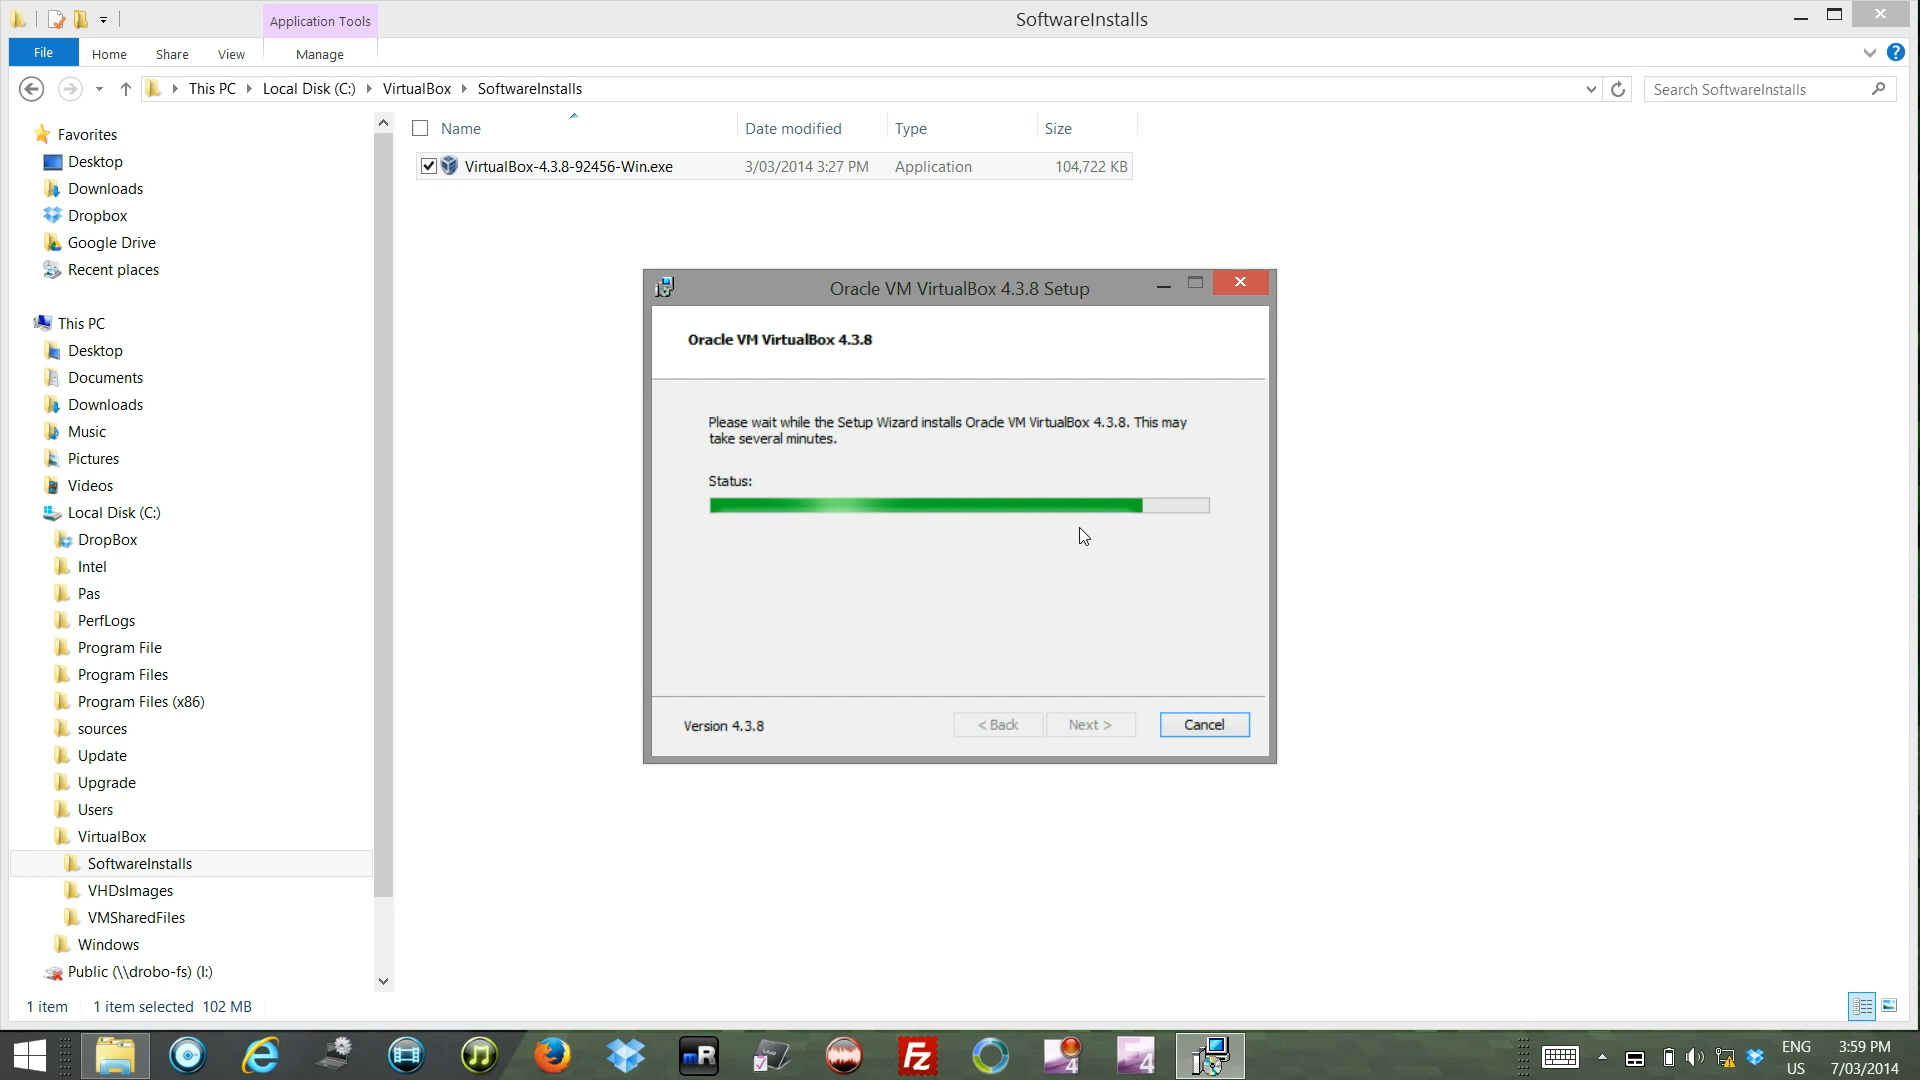 Application Tools
SoftwareInstalls
File
Home
Share
View
Manage
This PC
Local Disk (C:)
VirtualBox
SoftwareInstalls
Search SoftwareInstalls
Favorites
Desktop
Downloads
Dropbox
Google Drive
Recent places
This PC
Desktop
Documents
Downloads
Music
Pictures
Videos
Local Disk (C:)
DropBox
Intel
Pas
PerfLogs
Program File
Program Files
Program Files (x86)
sources
Update
Upgrade
Users
VirtualBox
SoftwareInstalls
VHDsImages
VMSharedFiles
Windows
Public (\\drobo-fs) (I:)
Name
Date modified
Type
Size
VirtualBox-4.3.8-92456-Win.exe
3/03/2014 3:27 PM
Application
104,722 KB
Oracle VM VirtualBox 4.3.8 Setup
Oracle VM VirtualBox 4.3.8
Please wait while the Setup Wizard installs Oracle VM VirtualBox 4.3.8. This may
take several minutes.
Status:
Version 4.3.8
< Back
Next >
Cancel
1 item
1 item selected 102 MB
mR
Fz
4
4
ENG
US
3:59 PM
7/03/2014